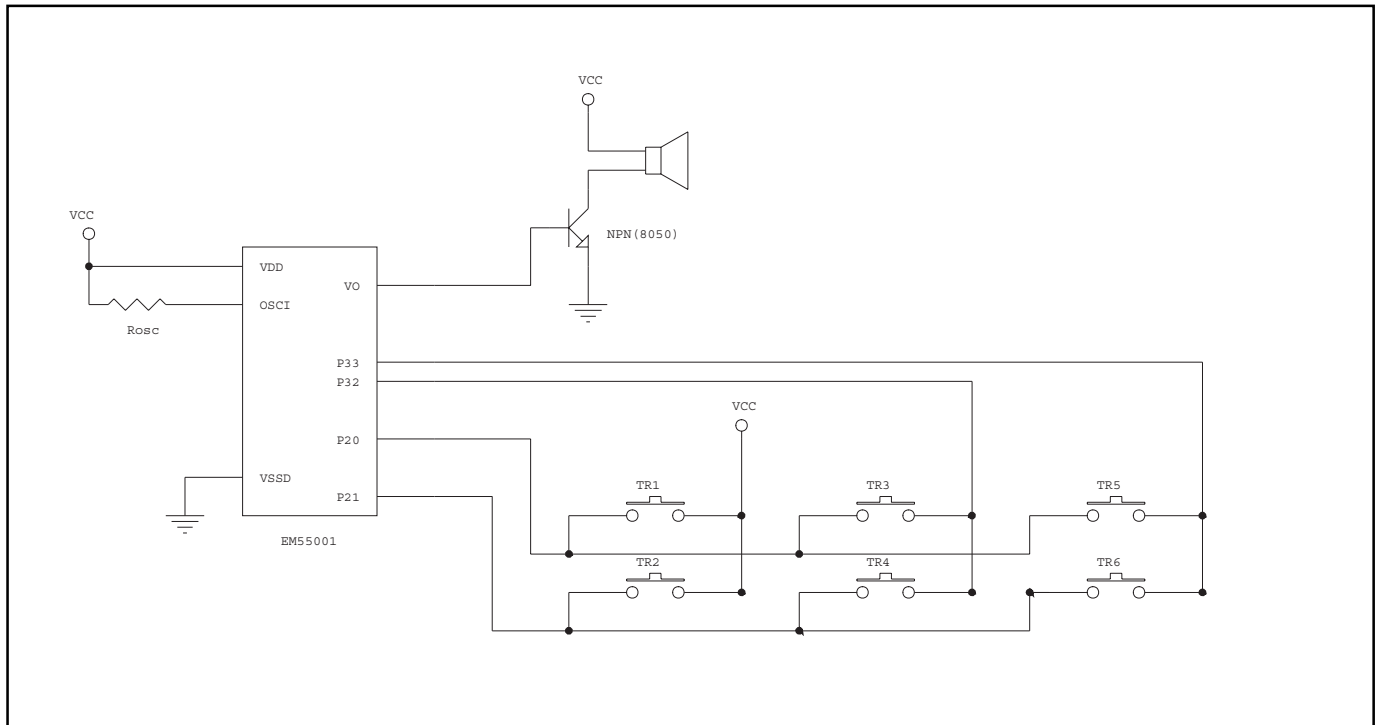 VCC
VCC
NPN(8050)
VDD
VO
OSCI
Rosc
P33
P32
VCC
P20
VSSD
P21
TR1
TR3
TR5
EM55001
TR2
TR4
TR6